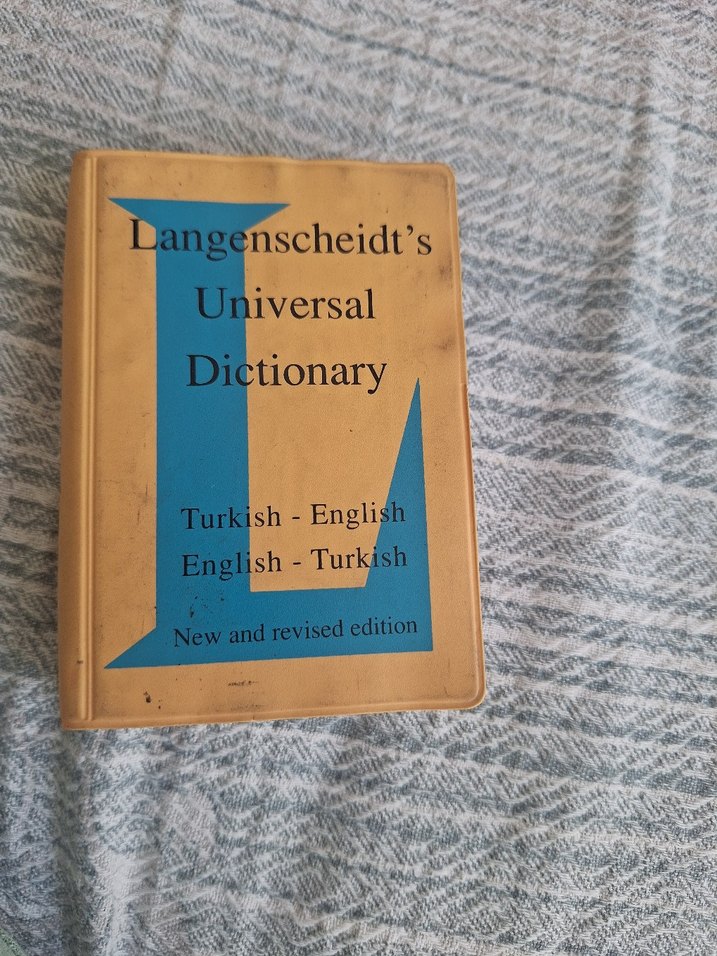 Langenscheidt's
Universal
Dictionary
Turkish - English
English - Turkish
New and revised edition